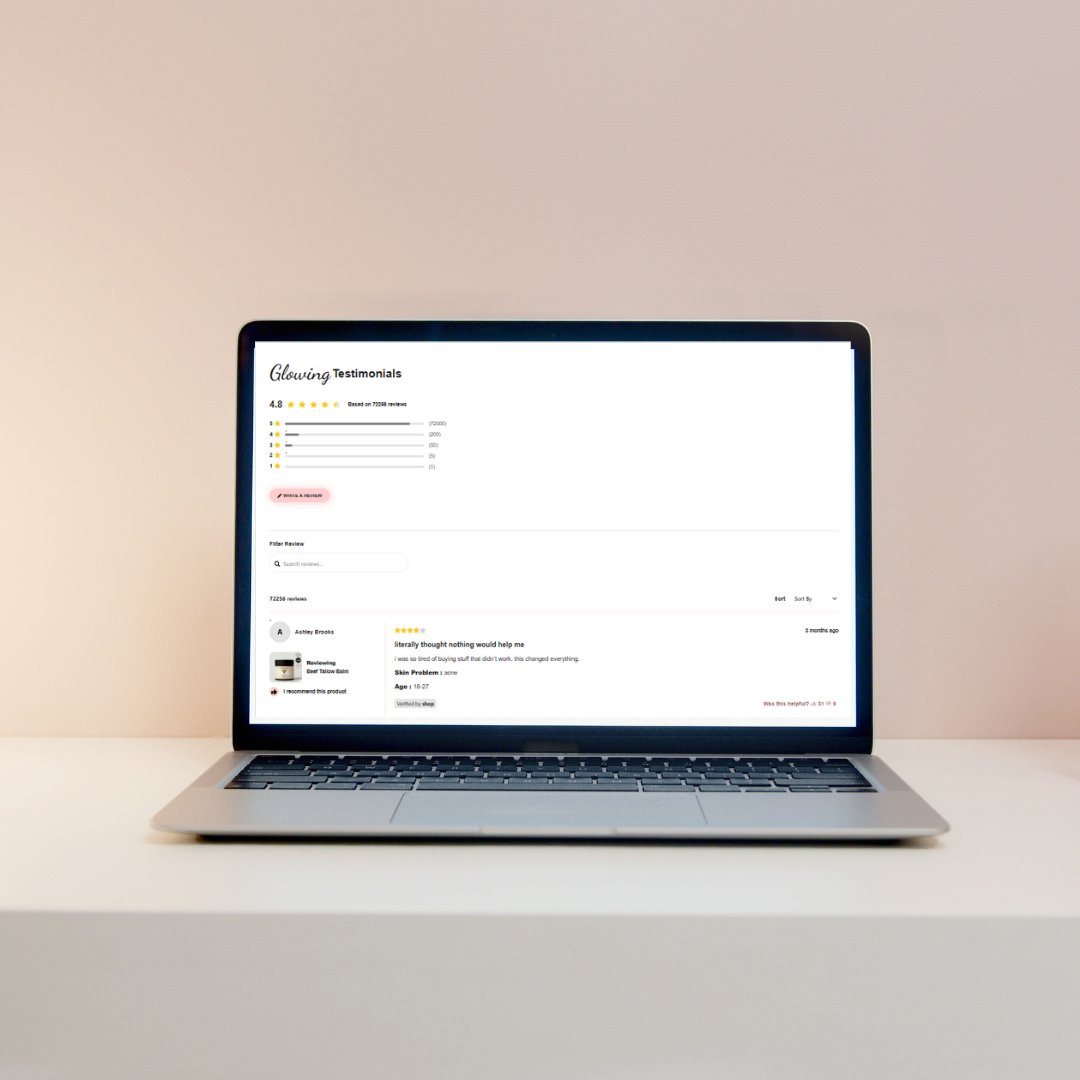 Glowing Testimonials
4.8 Based on 72256 reviews
5 (72000)
4 (200)
3 (50)
2 (5)
1 (1)
Write A Review
Filter Review
Search reviews...
72256 reviews
Sort Sort By
A Ashley Brooks
Reviewing
Beef Tallow Balm
I recommend this product
3 months ago
literally thought nothing would help me
i was so tired of buying stuff that didn't work. this changed everything.
Skin Problem : acne
Age : 18-27
Verified by shop
Was this helpful? 31 0